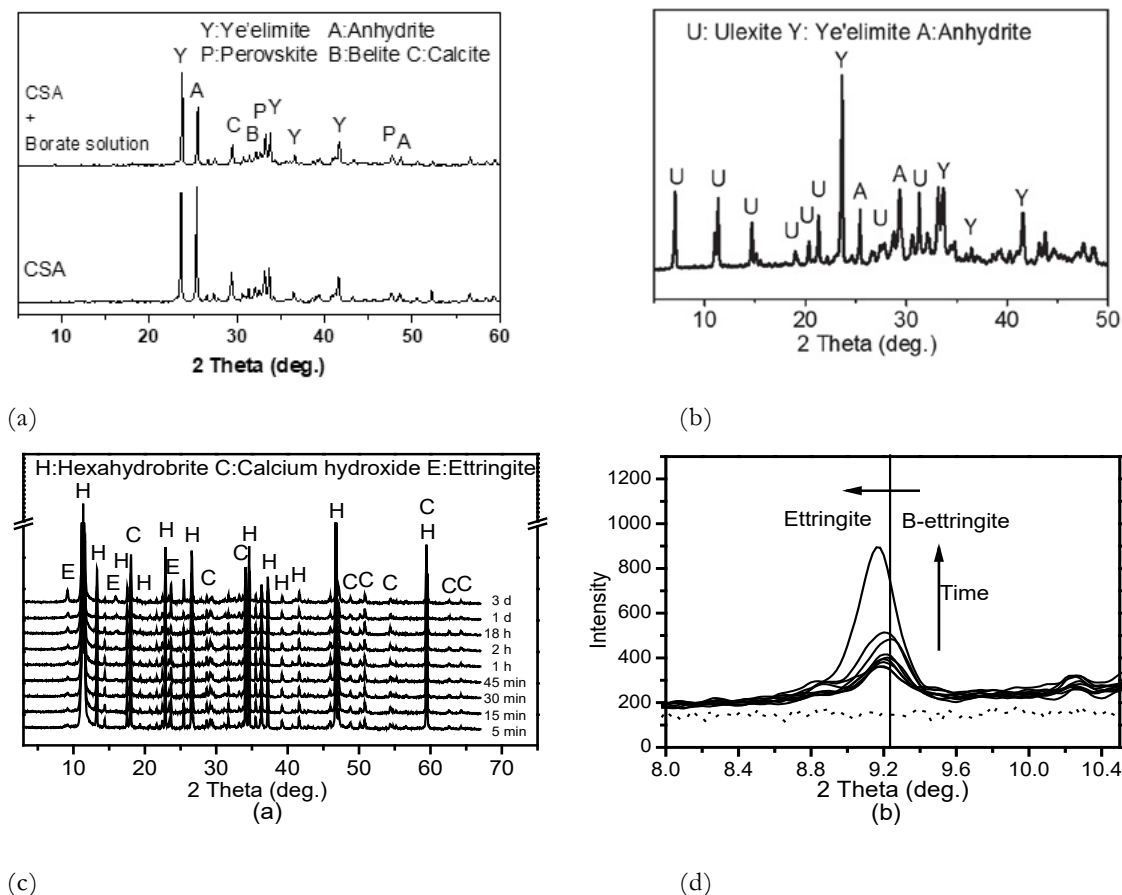 Y:Ye'elimite A:Anhydrite
P:Perovskite B:Belite C:Calcite
Y
A
CSA
+
Borate solution
C
B
P
Y
Y
Y
P
A
CSA
10 20 30 40 50 60
2 Theta (deg.)
(a)
U: Ulexite Y: Ye'elimite A:Anhydrite
Y
U
U
U
U
U
U
A
U
A
U
Y
Y
Y
10 20 30 40 50
2 Theta (deg.)
(b)
H:Hexahydrobrite C:Calcium hydroxide E:Ettringite
H
E
H
H
C
E
H
H
E
H
C
C
H
H
H
H
H
C
C
C
C
H
C
C
3 d
1 d
18 h
2 h
1 h
45 min
30 min
15 min
5 min
10 20 30 40 50 60 70
2 Theta (deg.)
(a)
(c)
1200
1000
800
600
400
200
0
Intensity
Ettringite
B-ettringite
Time
8.0 8.4 8.8 9.2 9.6 10.0 10.4
2 Theta (deg.)
(b)
(d)